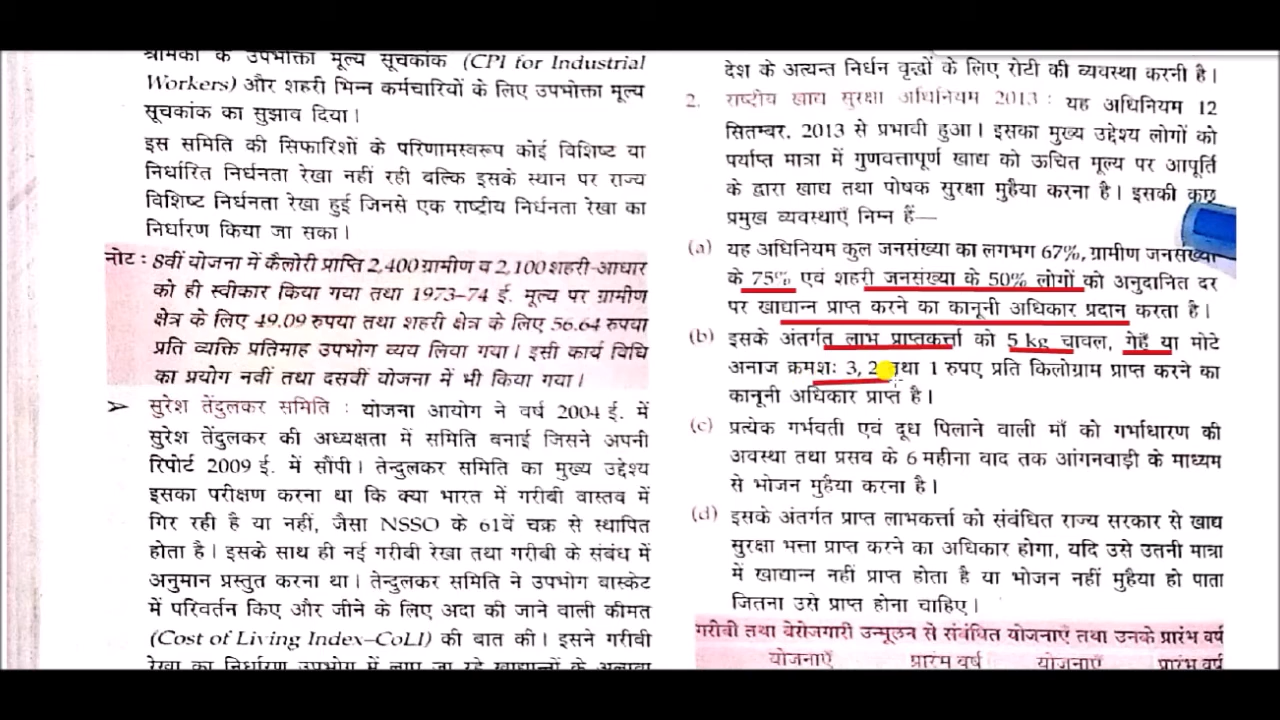 श्रमिकों के उपभोक्ता मूल्य सूचकांक (CPI for Industrial
Workers) और शहरी भिन्न कर्मचारियों के लिए उपभोक्ता मूल्य
सूचकांक का सुझाव दिया।
इस समिति की सिफारिशों के परिणामस्वरूप कोई विशिष्ट या
निर्धारित निर्धनता रेखा नहीं रही बल्कि इसके स्थान पर राज्य
विशिष्ट निर्धनता रेखा हुई जिनसे एक राष्ट्रीय निर्धनता रेखा का
निर्धारण किया जा सका।
नोट : 8वीं योजना में कैलोरी प्राप्ति 2,400 ग्रामीण व 2,100 शहरी-आधार
को ही स्वीकार किया गया तथा 1973–74 ई. मूल्य पर ग्रामीण
क्षेत्र के लिए 49.09 रुपया तथा शहरी क्षेत्र के लिए 56.64 रुपया
प्रति व्यक्ति प्रतिमाह उपभोग व्यय लिया गया। इसी कार्य विधि
का प्रयोग नवीं तथा दसवीं योजना में भी किया गया।
➤ सुरेश तेंदुलकर समिति : योजना आयोग ने वर्ष 2004 ई. में
सुरेश तेंदुलकर की अध्यक्षता में समिति बनाई जिसने अपनी
रिपोर्ट 2009 ई. में सौंपी। तेन्दुलकर समिति का मुख्य उद्देश्य
इसका परीक्षण करना था कि क्या भारत में गरीबी वास्तव में
गिर रही है या नहीं, जैसा NSSO के 61वें चक्र से स्थापित
होता है। इसके साथ ही नई गरीबी रेखा तथा गरीबी के संबंध में
अनुमान प्रस्तुत करना था। तेन्दुलकर समिति ने उपभोग बास्केट
में परिवर्तन किए और जीने के लिए अदा की जाने वाली कीमत
(Cost of Living Index–CoLI) की बात की। इसने गरीबी
रेखा का निर्धारण उपभोग में लाए जा रहे खाद्यान्नों के अलावा
देश के अत्यन्त निर्धन वृद्धों के लिए रोटी की व्यवस्था करनी है।
2. राष्ट्रीय खाद्य सुरक्षा अधिनियम 2013 : यह अधिनियम 12
सितम्बर, 2013 से प्रभावी हुआ। इसका मुख्य उद्देश्य लोगों को
पर्याप्त मात्रा में गुणवत्तापूर्ण खाद्य को ऊचित मूल्य पर आपूर्ति
के द्वारा खाद्य तथा पोषक सुरक्षा मुहैया करना है। इसकी कुछ
प्रमुख व्यवस्थाएँ निम्न हैं—
(a) यह अधिनियम कुल जनसंख्या का लगभग 67%, ग्रामीण जनसंख्या
के 75% एवं शहरी जनसंख्या के 50% लोगों को अनुदानित दर
पर खाद्यान्न प्राप्त करने का कानूनी अधिकार प्रदान करता है।
(b) इसके अंतर्गत लाभ प्राप्तकर्त्ता को 5 kg चावल, गेहूँ या मोटे
अनाज क्रमशः 3, 2 तथा 1 रुपए प्रति किलोग्राम प्राप्त करने का
कानूनी अधिकार प्राप्त है।
(c) प्रत्येक गर्भवती एवं दूध पिलाने वाली माँ को गर्भाधारण की
अवस्था तथा प्रसव के 6 महीना बाद तक आंगनवाड़ी के माध्यम
से भोजन मुहैया करना है।
(d) इसके अंतर्गत प्राप्त लाभकर्त्ता को संबंधित राज्य सरकार से खाद्य
सुरक्षा भत्ता प्राप्त करने का अधिकार होगा, यदि उसे उतनी मात्रा
में खाद्यान्न नहीं प्राप्त होता है या भोजन नहीं मुहैया हो पाता
जितना उसे प्राप्त होना चाहिए।
गरीबी तथा बेरोजगारी उन्मूलन से संबंधित योजनाएँ तथा उनके प्रारंभ वर्ष
योजनाएँ प्रारंभ वर्ष योजनाएँ प्रारंभ वर्ष